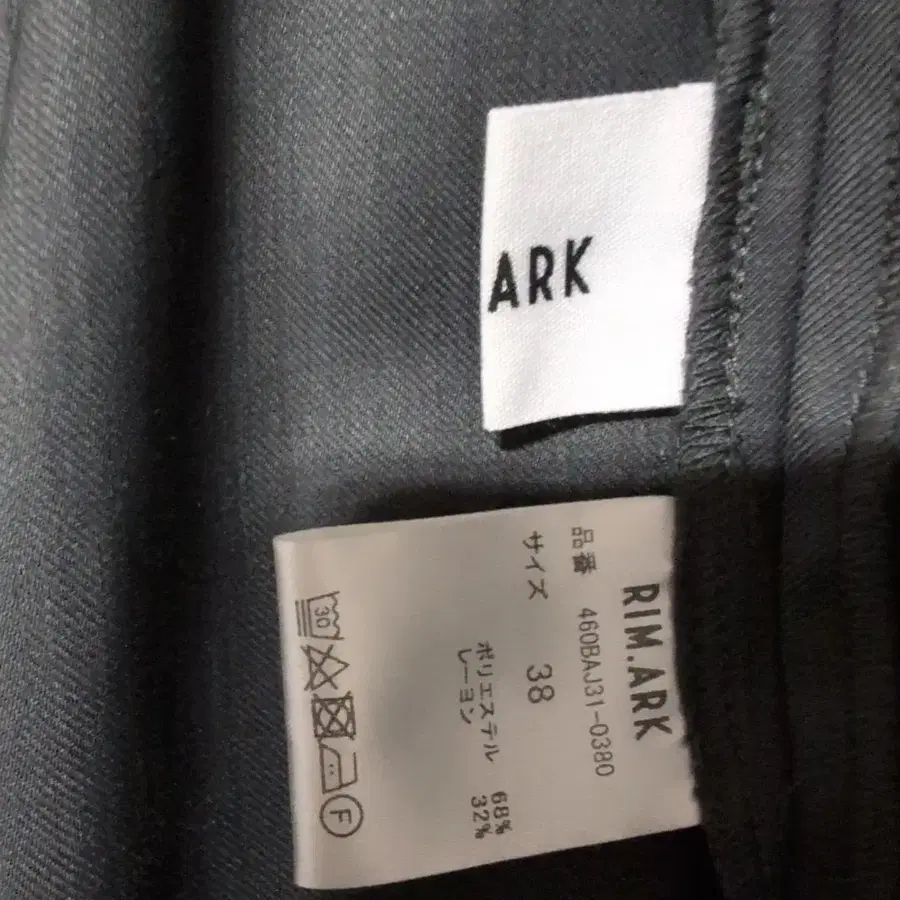 ARK
RIM.ARK
品番 460BAJ31-0380
サイズ 38
ポリエステル 68%
レーヨン 32%
30
F